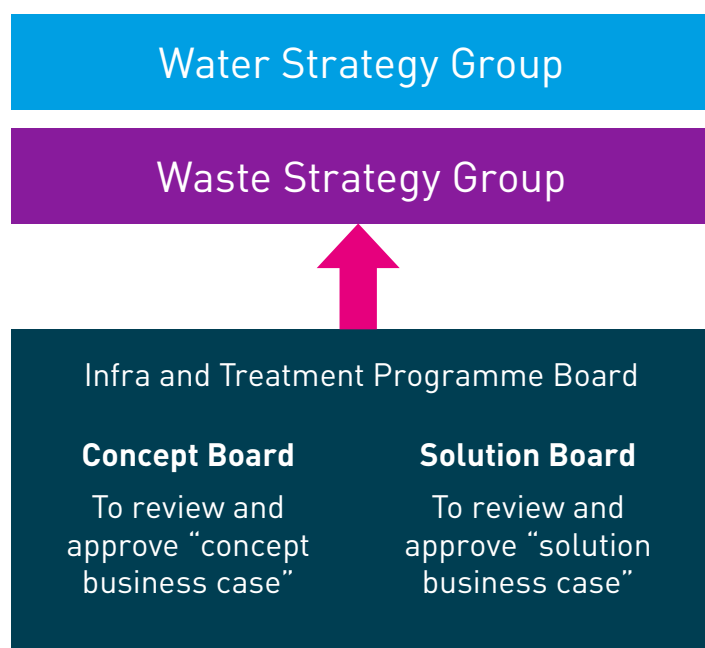 Water Strategy Group
Waste Strategy Group
Infra and Treatment Programme Board
Concept Board
To review and
approve “concept
business case”
Solution Board
To review and
approve “solution
business case”